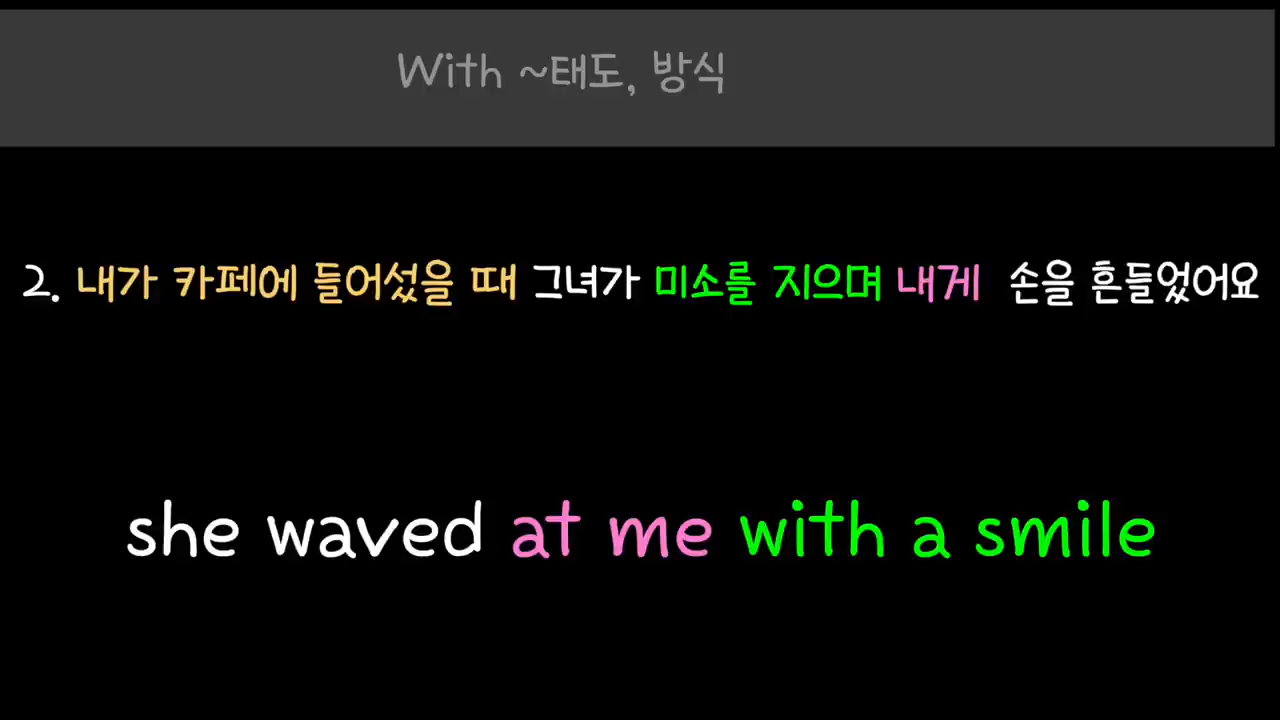 With ~태도, 방식
2. 내가 카페에 들어섰을 때 그녀가 미소를 지으며 내게 손을 흔들었어요
she waved at me with a smile